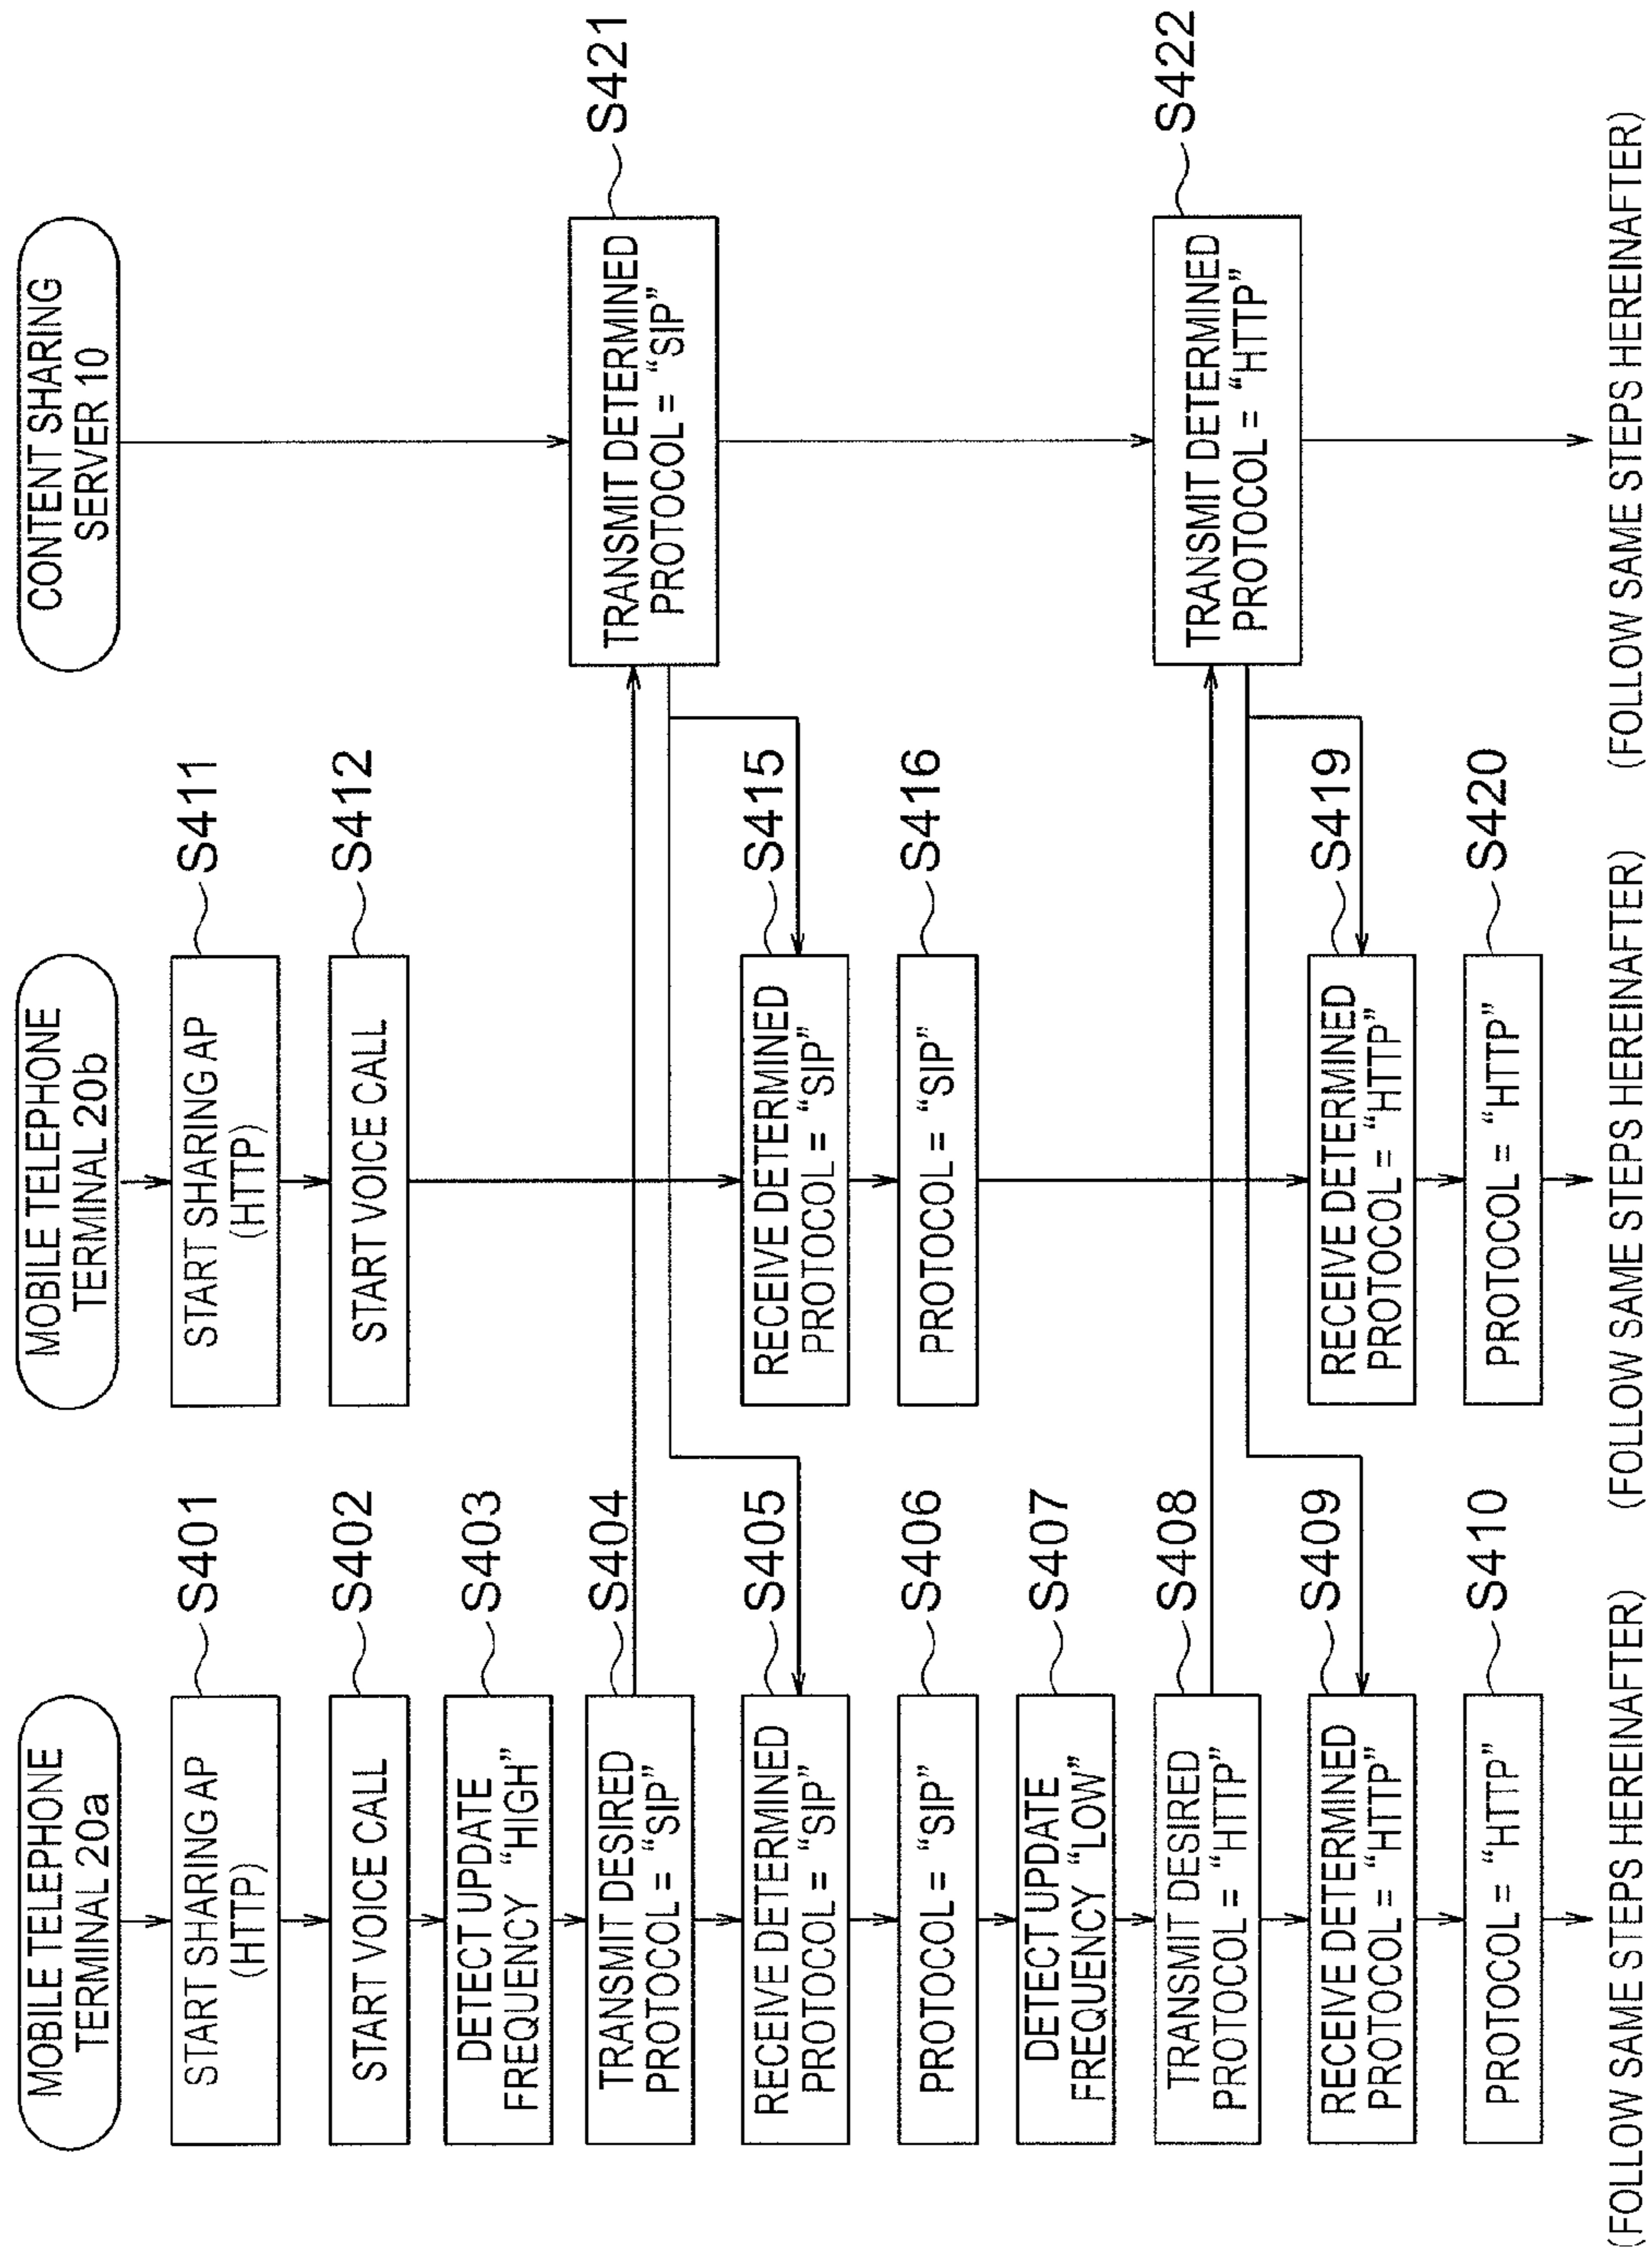 MOBILE TELEPHONE
TERMINAL 20a
START SHARING AP
(HTTP)
S401
START VOICE CALL
S402
DETECT UPDATE
FREQUENCY “HIGH”
S403
TRANSMIT DESIRED
PROTOCOL = “SIP”
S404
RECEIVE DETERMINED
PROTOCOL = “SIP”
S405
PROTOCOL = “SIP”
S406
DETECT UPDATE
FREQUENCY “LOW”
S407
TRANSMIT DESIRED
PROTOCOL = “HTTP”
S408
RECEIVE DETERMINED
PROTOCOL = “HTTP”
S409
PROTOCOL = “HTTP”
S410
(FOLLOW SAME STEPS HEREINAFTER)
MOBILE TELEPHONE
TERMINAL 20b
START SHARING AP
(HTTP)
S411
START VOICE CALL
S412
RECEIVE DETERMINED
PROTOCOL = “SIP”
S415
PROTOCOL = “SIP”
S416
RECEIVE DETERMINED
PROTOCOL = “HTTP”
S419
PROTOCOL = “HTTP”
S420
(FOLLOW SAME STEPS HEREINAFTER)
CONTENT SHARING
SERVER 10
TRANSMIT DETERMINED
PROTOCOL = “SIP”
S421
TRANSMIT DETERMINED
PROTOCOL = “HTTP”
S422
(FOLLOW SAME STEPS HEREINAFTER)